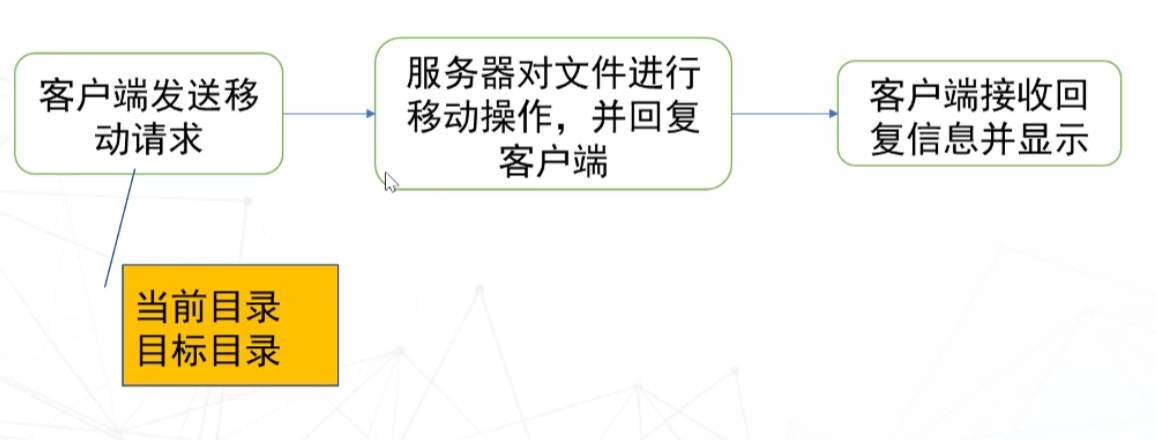 客户端发送移
动请求
服务器对文件进行
移动操作，并回复
客户端
客户端接收回
复信息并显示
当前目录
目标目录